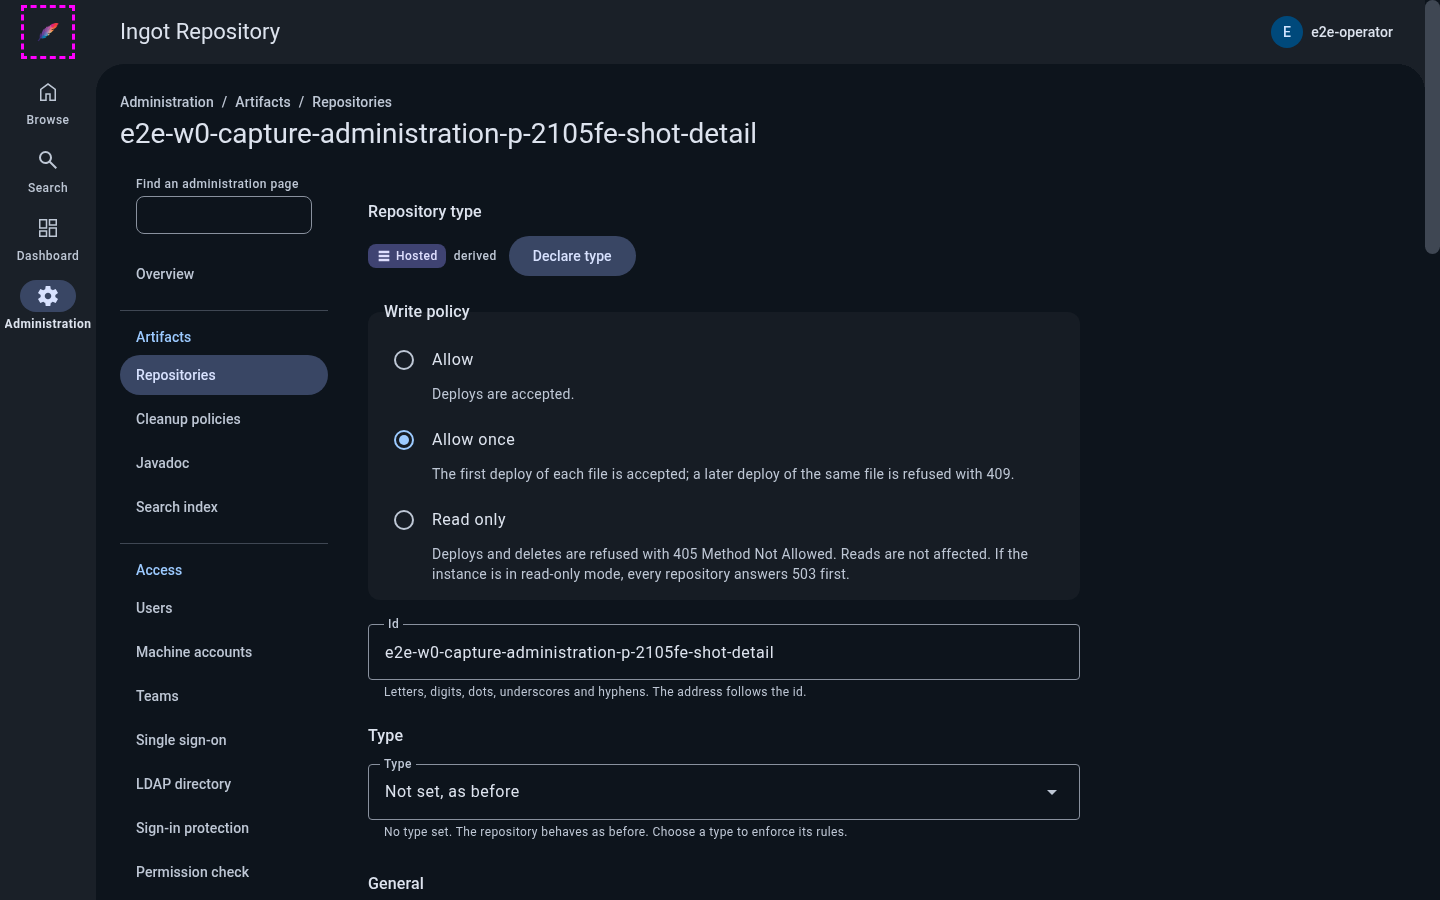 Ingot Repository
E
e2e-operator
Browse
Search
Dashboard
Administration
Administration / Artifacts / Repositories
e2e-w0-capture-administration-p-2105fe-shot-detail
Find an administration page
Overview
Artifacts
Repositories
Cleanup policies
Javadoc
Search index
Access
Users
Machine accounts
Teams
Single sign-on
LDAP directory
Sign-in protection
Permission check
Repository type
Hosted derived Declare type
Write policy
Allow
Deploys are accepted.
Allow once
The first deploy of each file is accepted; a later deploy of the same file is refused with 409.
Read only
Deploys and deletes are refused with 405 Method Not Allowed. Reads are not affected. If the
instance is in read-only mode, every repository answers 503 first.
Id
e2e-w0-capture-administration-p-2105fe-shot-detail
Letters, digits, dots, underscores and hyphens. The address follows the id.
Type
Type
Not set, as before
No type set. The repository behaves as before. Choose a type to enforce its rules.
General